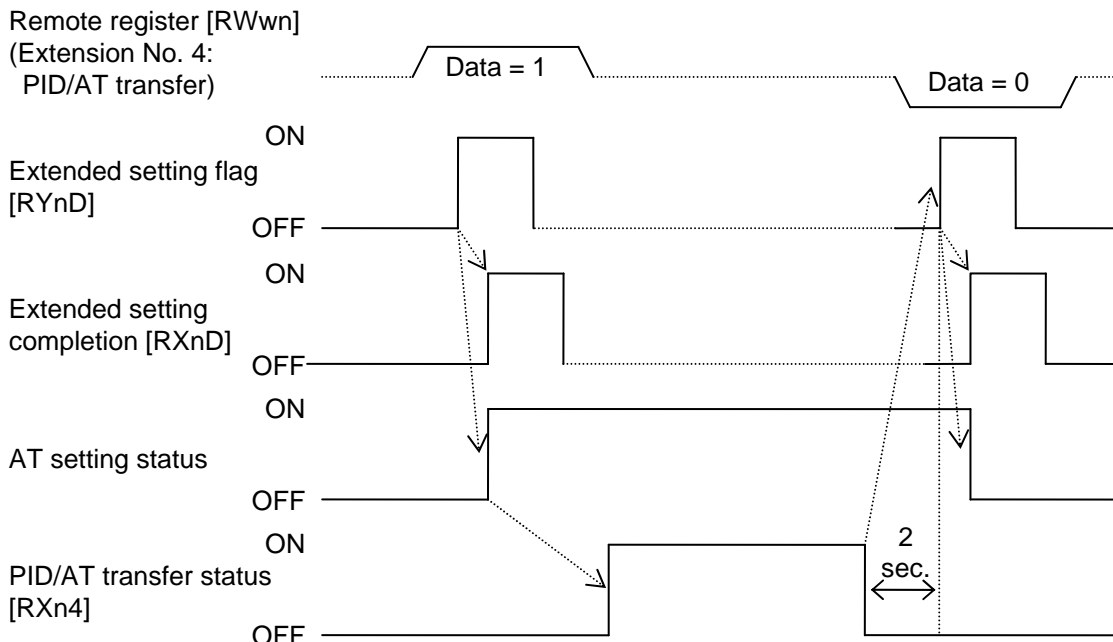 Remote register [RWwn]
(Extension No. 4:
PID/AT transfer)
Data = 1
Data = 0
ON
Extended setting flag
[RYnD]
OFF
ON
Extended setting
completion [RXnD]
OFF
ON
AT setting status
OFF
ON
2
sec.
PID/AT transfer status
[RXn4]
OFF